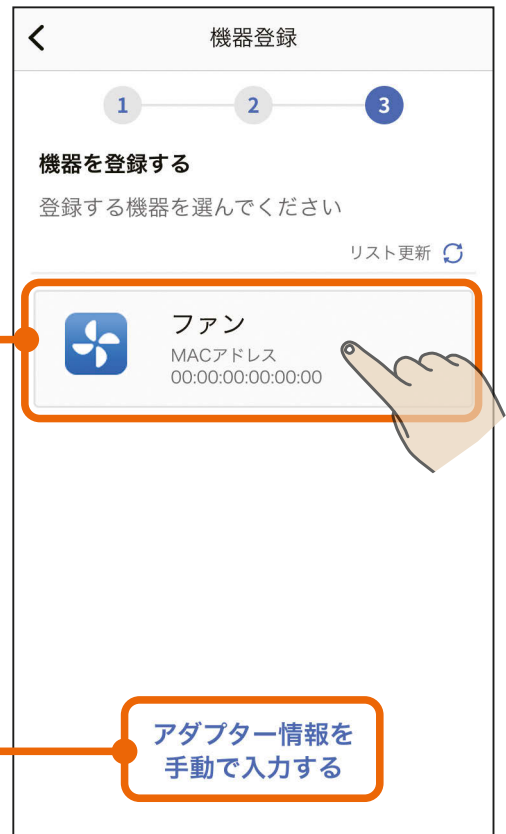 機器登録
1 2 3
機器を登録する
登録する機器を選んでください
リスト更新
ファン
MACアドレス
00:00:00:00:00:00
アダプター情報を
手動で入力する